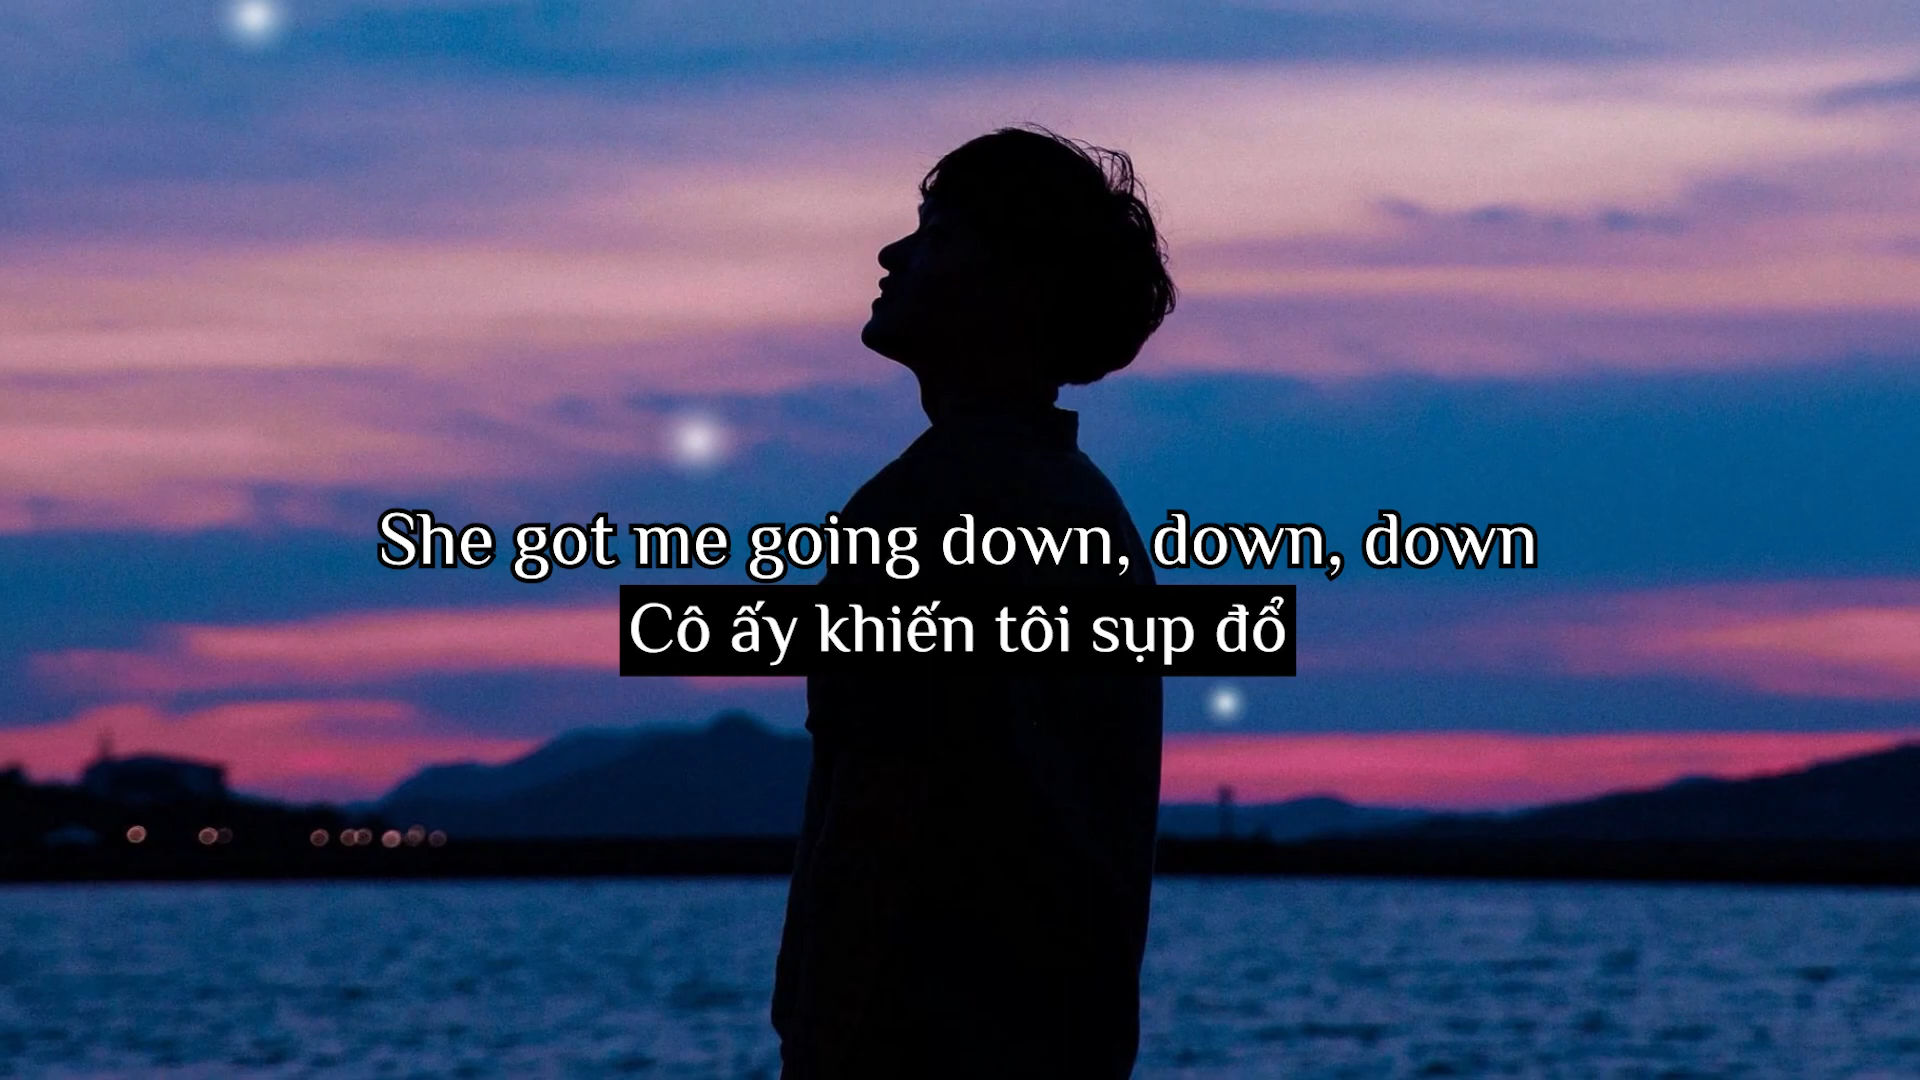 She got me going down, down, down
Cô ấy khiến tôi sụp đổ